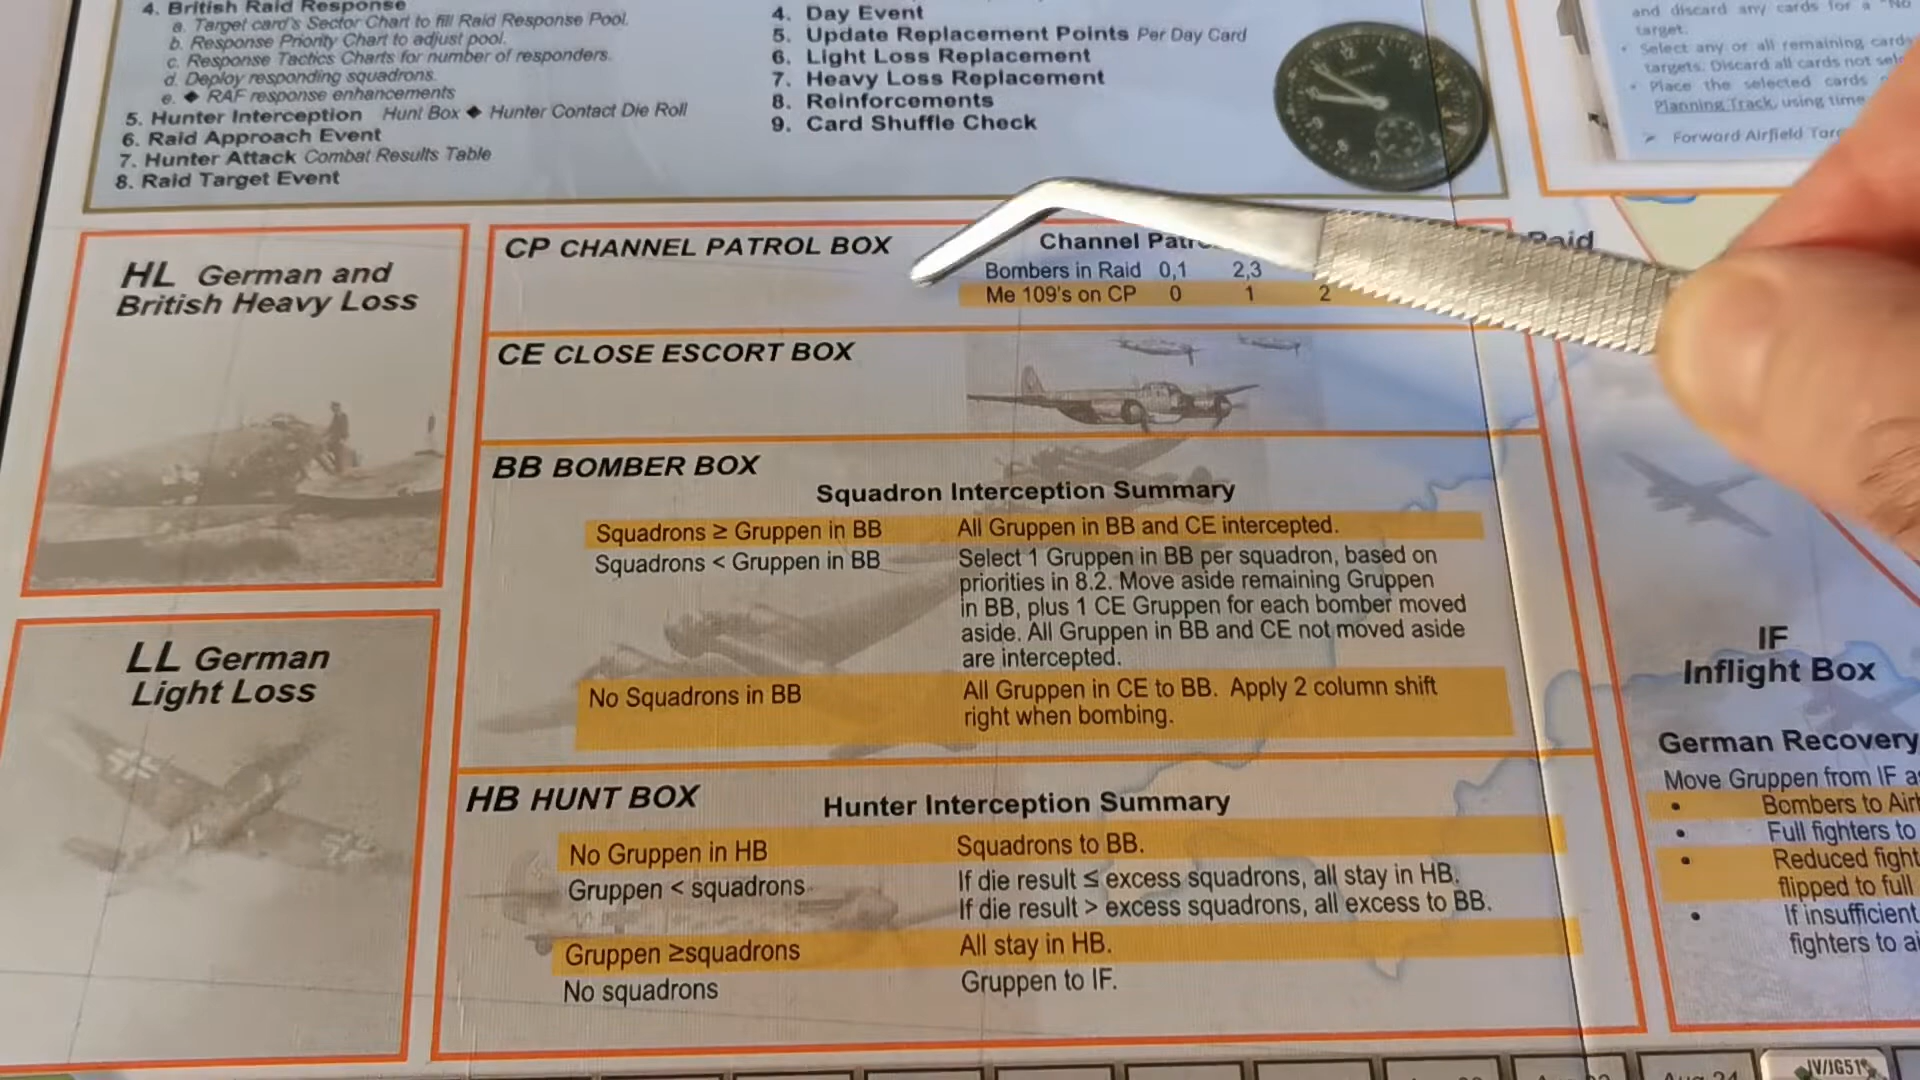 4. British Raid Response
a. Target card's Sector Chart to fill Raid Response Pool.
b. Response Priority Chart to adjust pool.
c. Response Tactics Charts for number of responders.
d. Deploy responding squadrons.
e. ◆ RAF response enhancements
5. Hunter Interception Hunt Box ◆ Hunter Contact Die Roll
6. Raid Approach Event
7. Hunter Attack Combat Results Table
8. Raid Target Event
4. Day Event
5. Update Replacement Points Per Day Card
6. Light Loss Replacement
7. Heavy Loss Replacement
8. Reinforcements
9. Card Shuffle Check
and discard any cards for a "No
target.
• Select any or all remaining cards
targets. Discard all cards not
• Place the selected cards
Planning Track, using time
➢ Forward Airfield
HL German and
British Heavy Loss
LL German
Light Loss
CP CHANNEL PATROL BOX
Channel
Raid
Bombers in Raid 0,1 2,3
Me 109's on CP 0 1 2
CE CLOSE ESCORT BOX
BB BOMBER BOX
Squadron Interception Summary
Squadrons ≥ Gruppen in BB All Gruppen in BB and CE intercepted.
Squadrons < Gruppen in BB Select 1 Gruppen in BB per squadron, based on
priorities in 8.2. Move aside remaining Gruppen
in BB, plus 1 CE Gruppen for each bomber moved
aside. All Gruppen in BB and CE not moved aside
are intercepted.
No Squadrons in BB All Gruppen in CE to BB. Apply 2 column shift
right when bombing.
HB HUNT BOX
Hunter Interception Summary
No Gruppen in HB Squadrons to BB.
Gruppen < squadrons If die result ≤ excess squadrons, all stay in HB.
If die result > excess squadrons, all excess to BB.
Gruppen ≥squadrons All stay in HB.
No squadrons Gruppen to IF.
IF
Inflight Box
German Recovery
Move Gruppen from IF
• Bombers to
• Full fighters to
• Reduced
flipped to full
• If insufficient
fighters to
IV/JG51